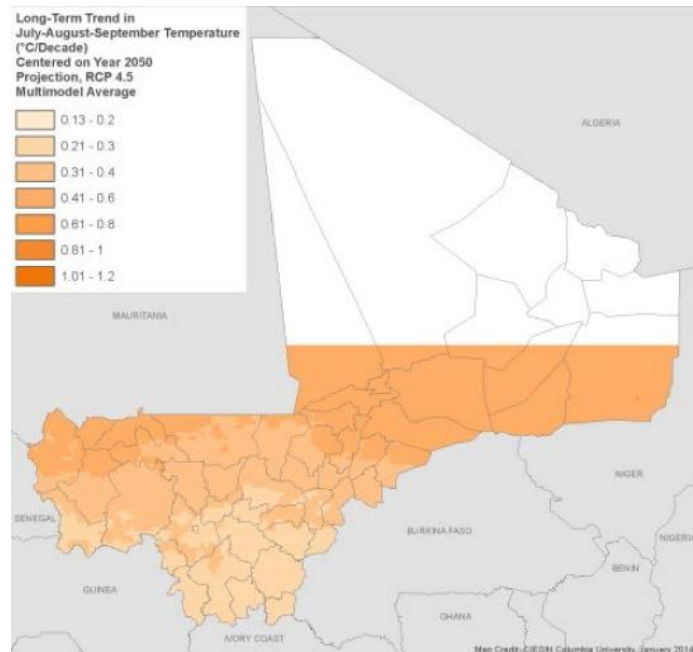 Long-Term Trend in
July-August-September Temperature
(°C/Decade)
Centered on Year 2050
Projection, RCP 4.5
Multimodel Average
0.13 - 0.2
0.21 - 0.3
0.31 - 0.4
0.41 - 0.6
0.61 - 0.8
0.81 - 1
1.01 - 1.2
ALGERIA
MAURITANIA
NIGER
SENEGAL
BURKINA FASO
NIGERIA
GUINEA
BENIN
GHANA
IVORY COAST
Map Credit: CIESIN Columbia University, January 2014